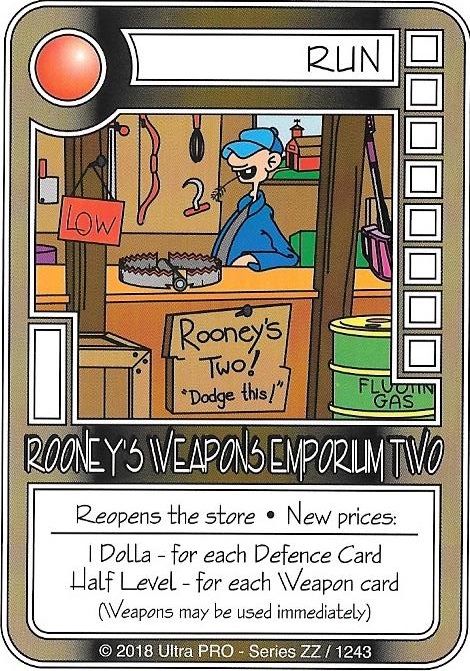 RUN
LOW
Rooney's
Two!
"Dodge this!"
GAS
ROONEY'S WEAPONS EMPORIUM TWO
Reopens the store • New prices:
1 Dolla - for each Defence Card
Half Level - for each Weapon card
(Weapons may be used immediately)
© 2018 Ultra PRO - Series ZZ / 1243